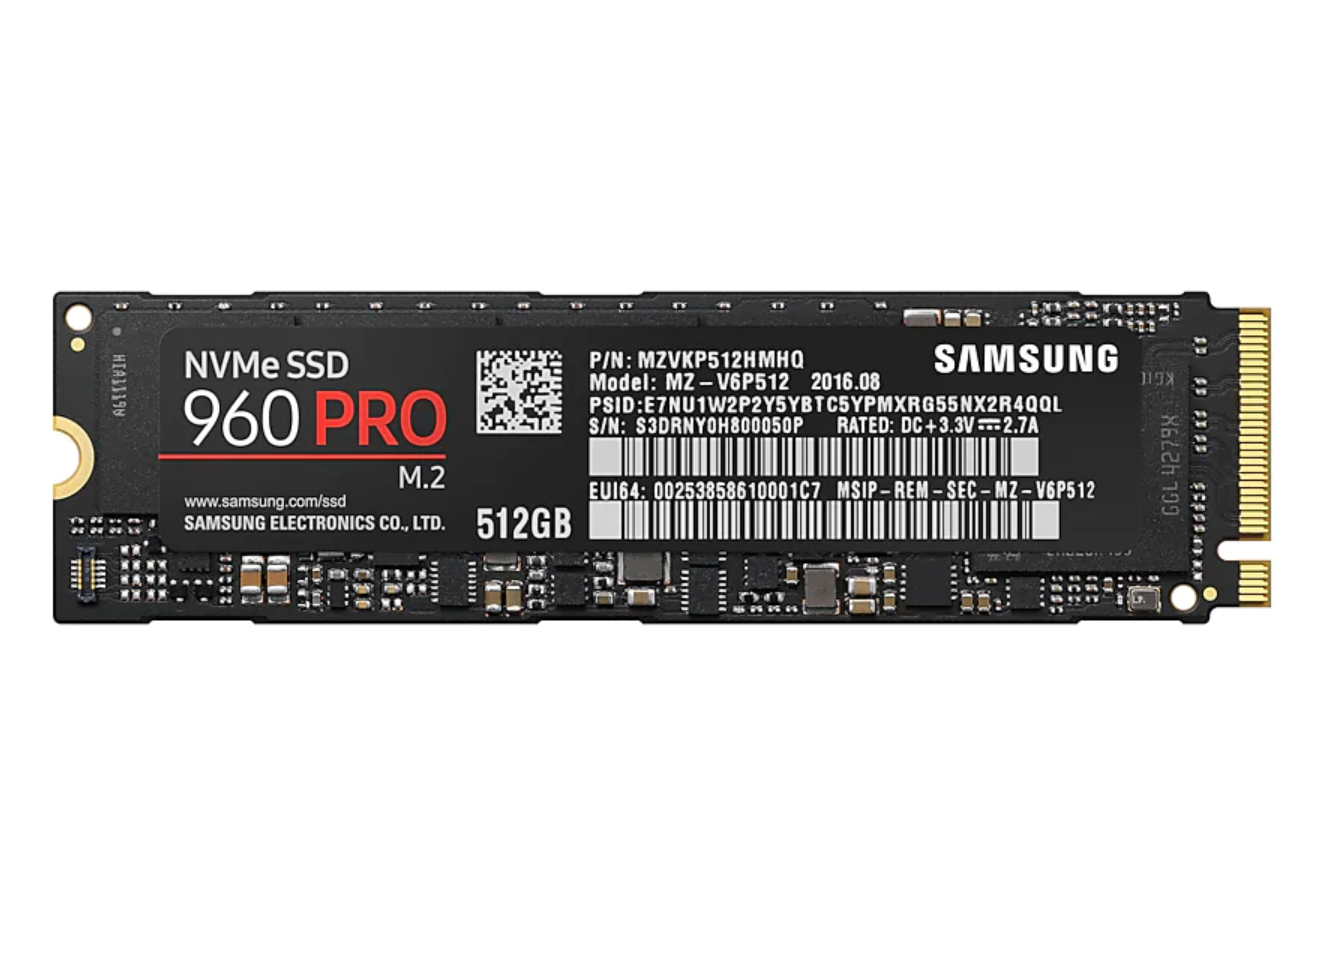 NVMe SSD
960 PRO
M.2
www.samsung.com/ssd
SAMSUNG ELECTRONICS CO., LTD.
512GB
SAMSUNG
P/N: MZVKP512HMHQ
Model: MZ-V6P512 2016.08
PSID:E7NU1W2P2Y5YBTC5YPMXRG55NX2R4QQL
S/N: S3DRNY0H800050P RATED: DC+3.3V⎓2.7A
EUI64: 00253858610001C7 MSIP-REM-SEC-MZ-V6P512
GGL4279X